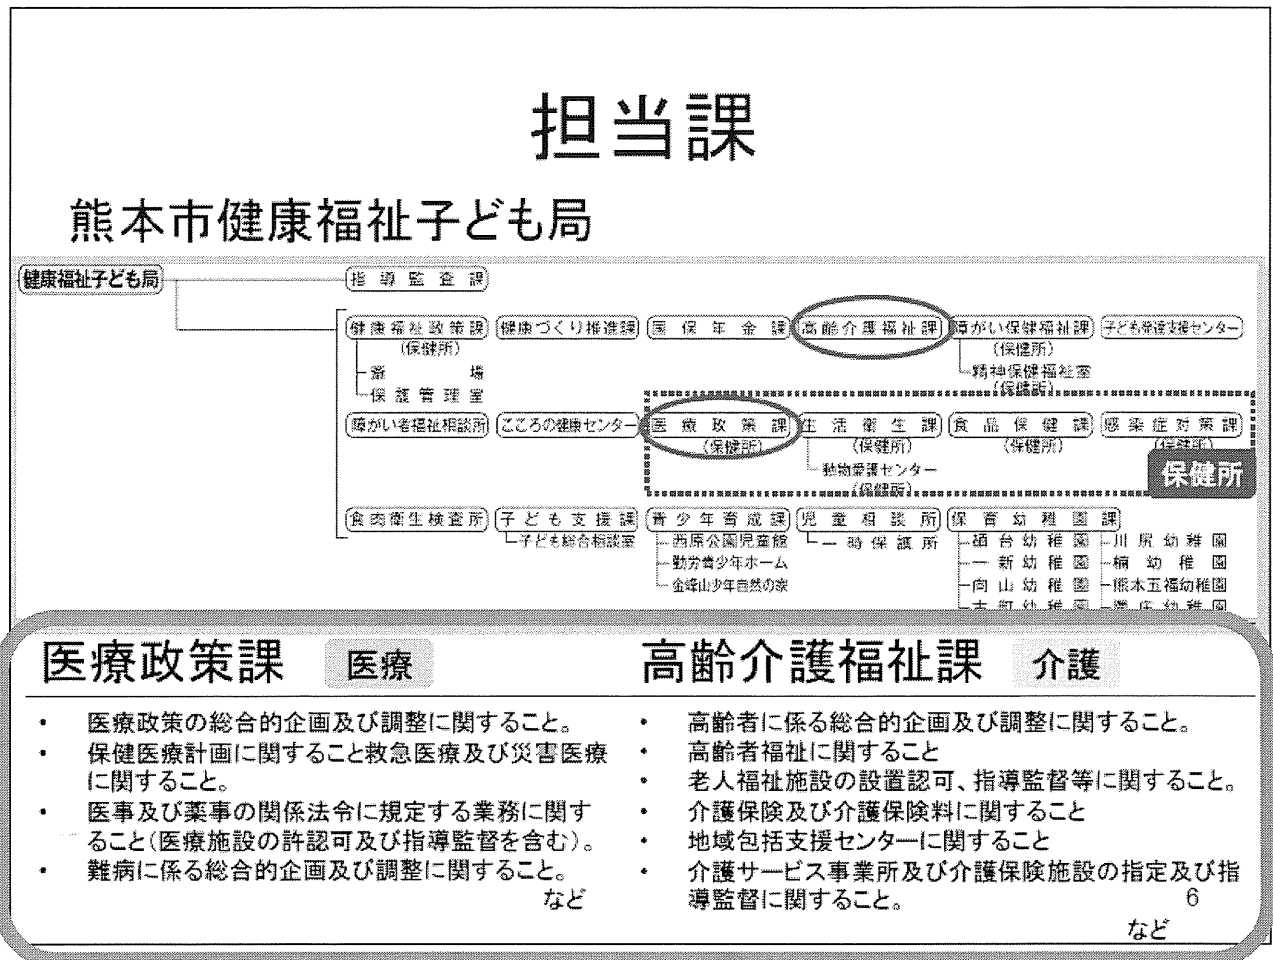 担当課
熊本市健康福祉子ども局
健康福祉子ども局 指導監査課
健康福祉政策課 健康づくり推進課 国保年金課 高齢介護福祉課 障がい保健福祉課 子ども発達支援センター
(保健所) (保健所)
斎場 精神保健福祉室
保護管理室 (保健所)
障がい者福祉相談所 こころの健康センター 医療政策課 生活衛生課 食品保健課 感染症対策課
(保健所) (保健所) (保健所) (保健所)
動物愛護センター
(保健所)
保健所
食肉衛生検査所 子ども支援課 青少年育成課 児童相談所 保育幼稚園課
子ども総合相談室 西原公園児童館 一時保護所 碩台幼稚園 川尻幼稚園
勤労青少年ホーム 一新幼稚園 楠幼稚園
金峰山少年自然の家 向山幼稚園 熊本五福幼稚園
古町幼稚園 幼稚園
医療政策課 医療
・ 医療政策の総合的企画及び調整に関すること。
・ 保健医療計画に関すること救急医療及び災害医療
に関すること。
・ 医事及び薬事の関係法令に規定する業務に関す
ること(医療施設の許認可及び指導監督を含む)。
・ 難病に係る総合的企画及び調整に関すること。
など
高齢介護福祉課 介護
・ 高齢者に係る総合的企画及び調整に関すること。
・ 高齢者福祉に関すること
・ 老人福祉施設の設置認可、指導監督等に関すること。
・ 介護保険及び介護保険料に関すること
・ 地域包括支援センターに関すること
・ 介護サービス事業所及び介護保険施設の指定及び指
導監督に関すること。
6
など